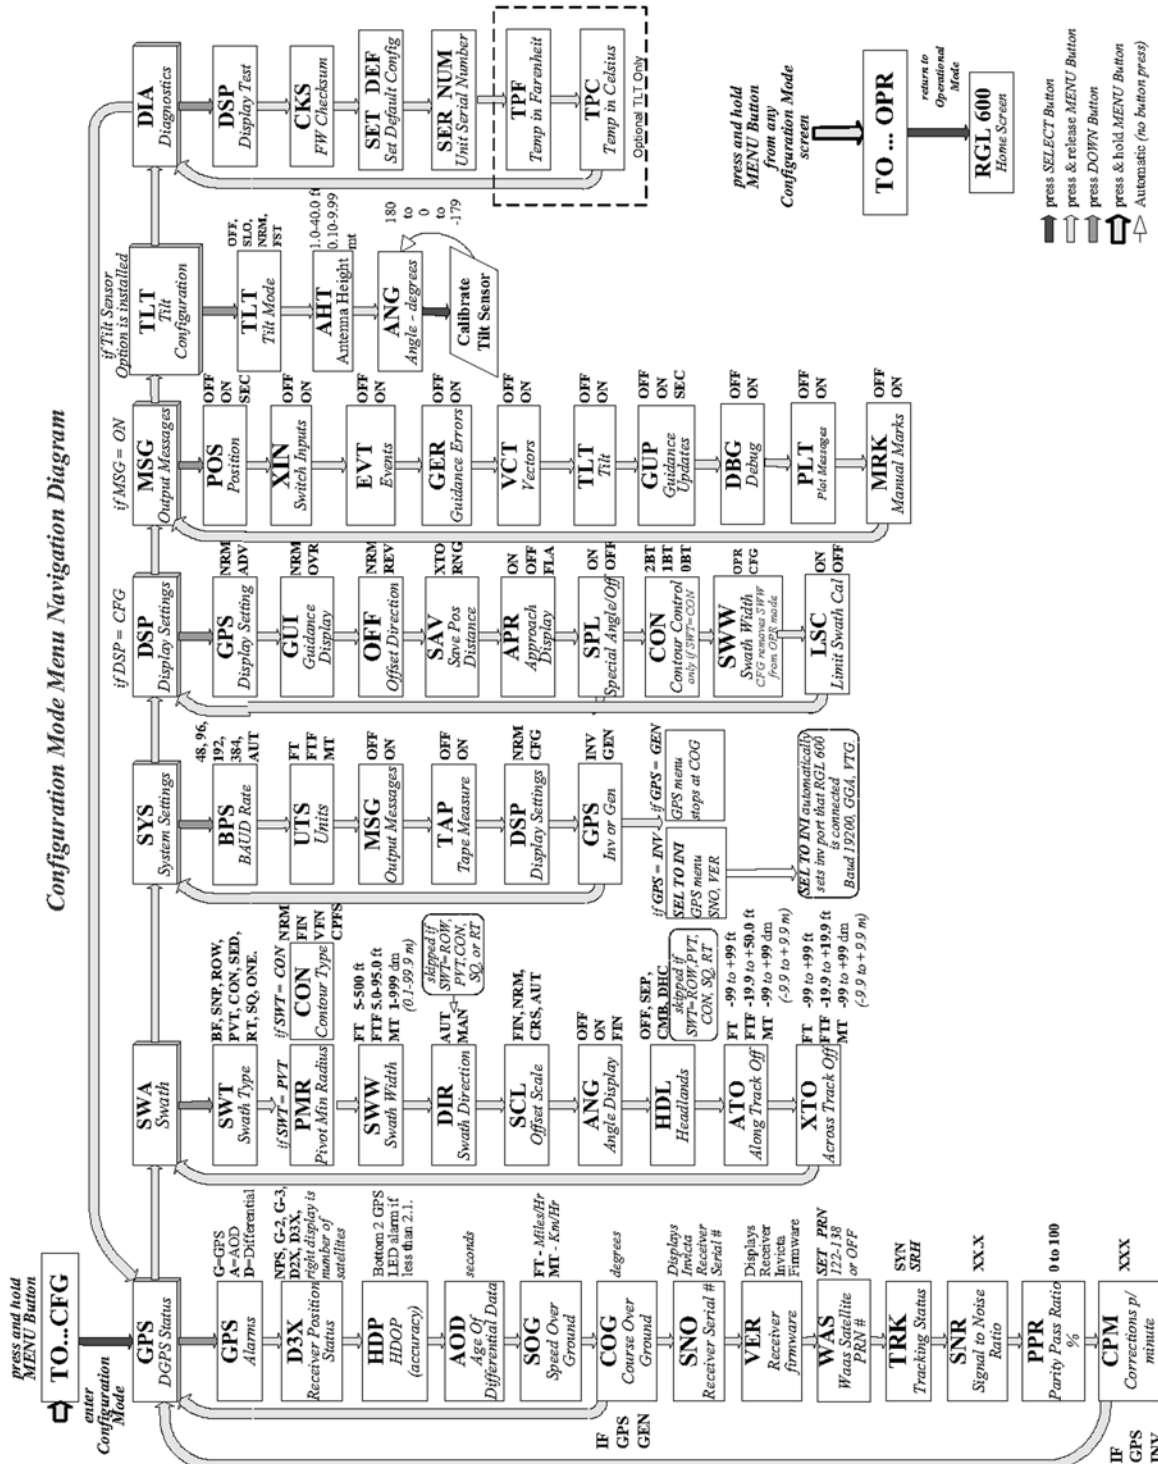 Configuration Mode Menu Navigation Diagram
press and hold
MENU Button
TO...CFG
enter
Configuration
Mode
GPS
DGPS Status
GPS
Alarms
G=GPS
A=AOD
D=Differential
D3X
Receiver Position
Status
NPS, G-2, G-3,
D2X, D3X,
right display is
number of
satellites
HDP
HDOP
(accuracy)
Bottom 2 GPS
LED alarm if
less than 2.1.
AOD
Age Of
Differential Data
seconds
SOG
Speed Over
Ground
FT - Miles/Hr
MT - Km/Hr
COG
Course Over
Ground
degrees
IF
GPS
GEN
SNO
Receiver Serial #
Displays
Invicta
Receiver
Serial #
VER
Receiver
firmware
Displays
Receiver
Invicta
Firmware
WAS
Waas Satellite
PRN #
SET PRN
122-138
or OFF
TRK
Tracking Status
SYN
SRH
SNR
Signal to Noise
Ratio
XX.X
PPR
Parity Pass Ratio
%
0 to 100
CPM
Corrections p/
minute
XXX
IF
GPS
INV
SWA
Swath
SWT
Swath Type
BF, SNP, ROW,
PVT, CON, SED,
RT, SQ, ONE.
if SWT= PVT
PMR
Pivot Min Radius
if SWT = CON
CON
Contour Type
NRM
FIN
VFN
CPFS
SWW
Swath Width
FT 5-500 ft
FTF 5.0-95.0 ft
MT 1-999 dm
(0.1-99.9 m)
DIR
Swath Direction
AUT
MAN
skipped if
SWT=ROW,
PVT,CON,
SQ, or RT
SCL
Offset Scale
FIN, NRM,
CRS, AUT
ANG
Angle Display
OFF
ON
FIN
HDL
Headlands
OFF, SEP,
CMB, DHC
skipped if
SWT=ROW,PVT,
CON, SQ, RT
ATO
Along Track Off
FT -99 to +99 ft
FTF -19.9 to +50.0 ft
MT -99 to +99 dm
(-9.9 to + 9.9 m)
XTO
Across Track Off
FT -99 to +99 ft
FTF -19.9 to +19.9 ft
MT -99 to +99 dm
(-9.9 to +9.9 m)
SYS
System Settings
BPS
BAUD Rate
48, 96,
192,
384,
AUT
UTS
Units
FT
FTF
MT
MSG
Output Messages
OFF
ON
TAP
Tape Measure
OFF
ON
DSP
Display Settings
NRM
CFG
GPS
Inv or Gen
INV
GEN
if GPS = INV
SEL TO INI
GPS menu
SNO, VER
if GPS = GEN
GPS menu
stops at COG
SEL TO INI automatically
sets inv port that RGL 600
is connected
Baud 19200, GGA, VTG.
if DSP = CFG
DSP
Display Settings
GPS
Display Setting
NRM
ADV
GUI
Guidance
Display
NRM
OVR
OFF
Offset Direction
NRM
REV
SAV
Save Pos
Distance
XTO
RNG
APR
Approach
Display
ON
OFF
FLA
SPL
Special Angle/Off
ON
OFF
CON
Contour Control
only if SWT=CON
2BT
1BT
0BT
SWW
Swath Width
CFG removes SWW
from OPR mode
OPR
CFG
LSC
Limit Swath Cal
ON
OFF
if MSG = ON
MSG
Output Messages
POS
Position
OFF
ON
SEC
XIN
Switch Inputs
OFF
ON
EVT
Events
OFF
ON
GER
Guidance Errors
OFF
ON
VCT
Vectors
OFF
ON
TLT
Tilt
OFF
ON
GUP
Guidance
Updates
OFF
ON
SEC
DBG
Debug
OFF
ON
PLT
Plot Messages
OFF
ON
MRK
Manual Marks
OFF
ON
if Tilt Sensor
Option is installed
TLT
Tilt
Configuration
TLT
Tilt Mode
OFF,
SLO,
NRM,
FST
AHT
Antenna Height
1.0-40.0 ft
0.10-9.99
mt
ANG
Angle - degrees
180
to
0
to
-179
Calibrate
Tilt Sensor
DIA
Diagnostics
DSP
Display Test
CKS
FW Checksum
SET DEF
Set Default Config
SER NUM
Unit Serial Number
TPF
Temp in Farenheit
TPC
Temp in Celsius
Optional TLT Only
press and hold
MENU Button
from any
Configuration Mode
screen
TO ... OPR
return to
Operational
Mode
RGL 600
Home Screen
press SELECT Button
press & release MENU Button
press DOWN Button
press & hold MENU Button
Automatic (no button press)